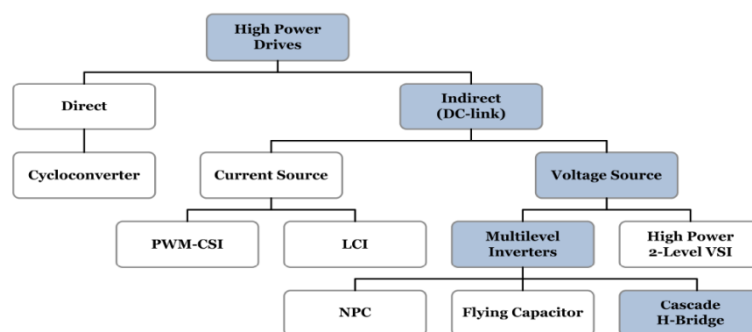 High Power
Drives
Direct
Indirect
(DC-link)
Cycloconverter
Current Source
Voltage Source
PWM-CSI
LCI
Multilevel
Inverters
High Power
2-Level VSI
NPC
Flying Capacitor
Cascade
H-Bridge